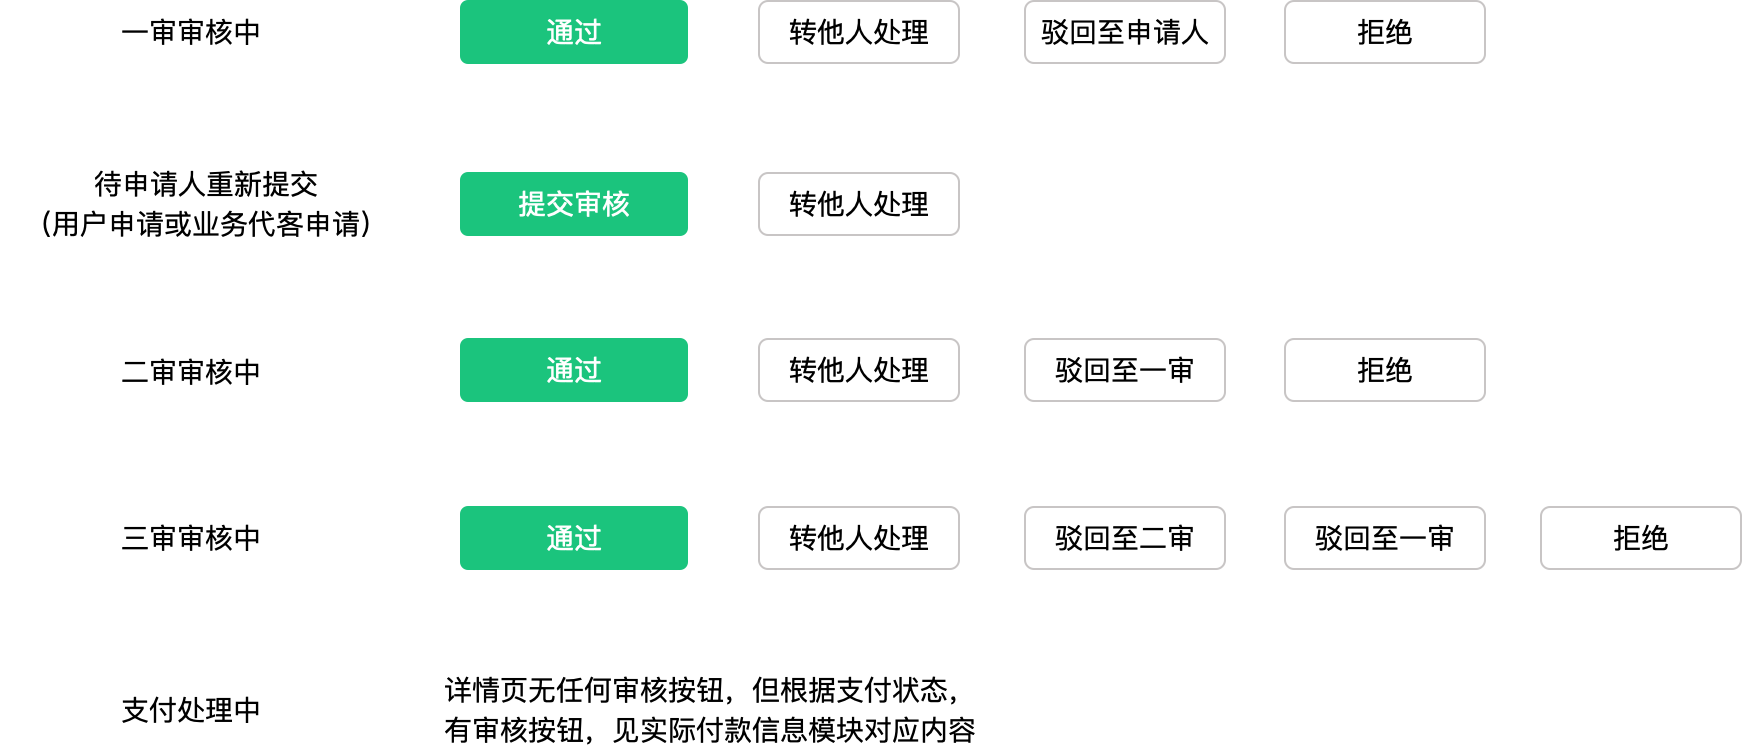 一审审核中
通过
转他人处理
驳回至申请人
拒绝
待申请人重新提交
（用户申请或业务代客申请）
提交审核
转他人处理
二审审核中
通过
转他人处理
驳回至一审
拒绝
三审审核中
通过
转他人处理
驳回至二审
驳回至一审
拒绝
支付处理中
详情页无任何审核按钮，但根据支付状态，
有审核按钮，见实际付款信息模块对应内容